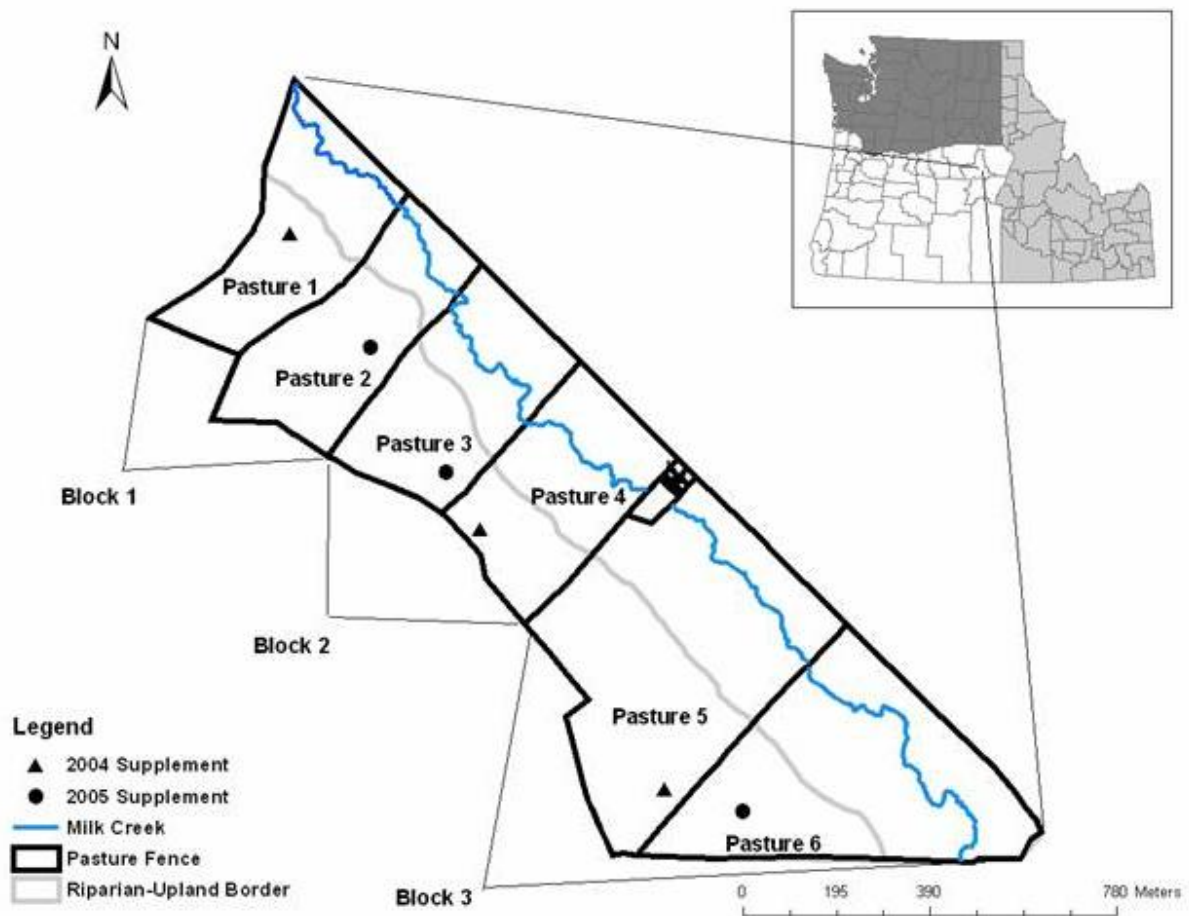 N
Pasture 1
Pasture 2
Pasture 3
Pasture 4
Block 1
Block 2
Pasture 5
Pasture 6
Block 3
Legend
2004 Supplement
2005 Supplement
Milk Creek
Pasture Fence
Riparian-Upland Border
0 195 390 780 Meters